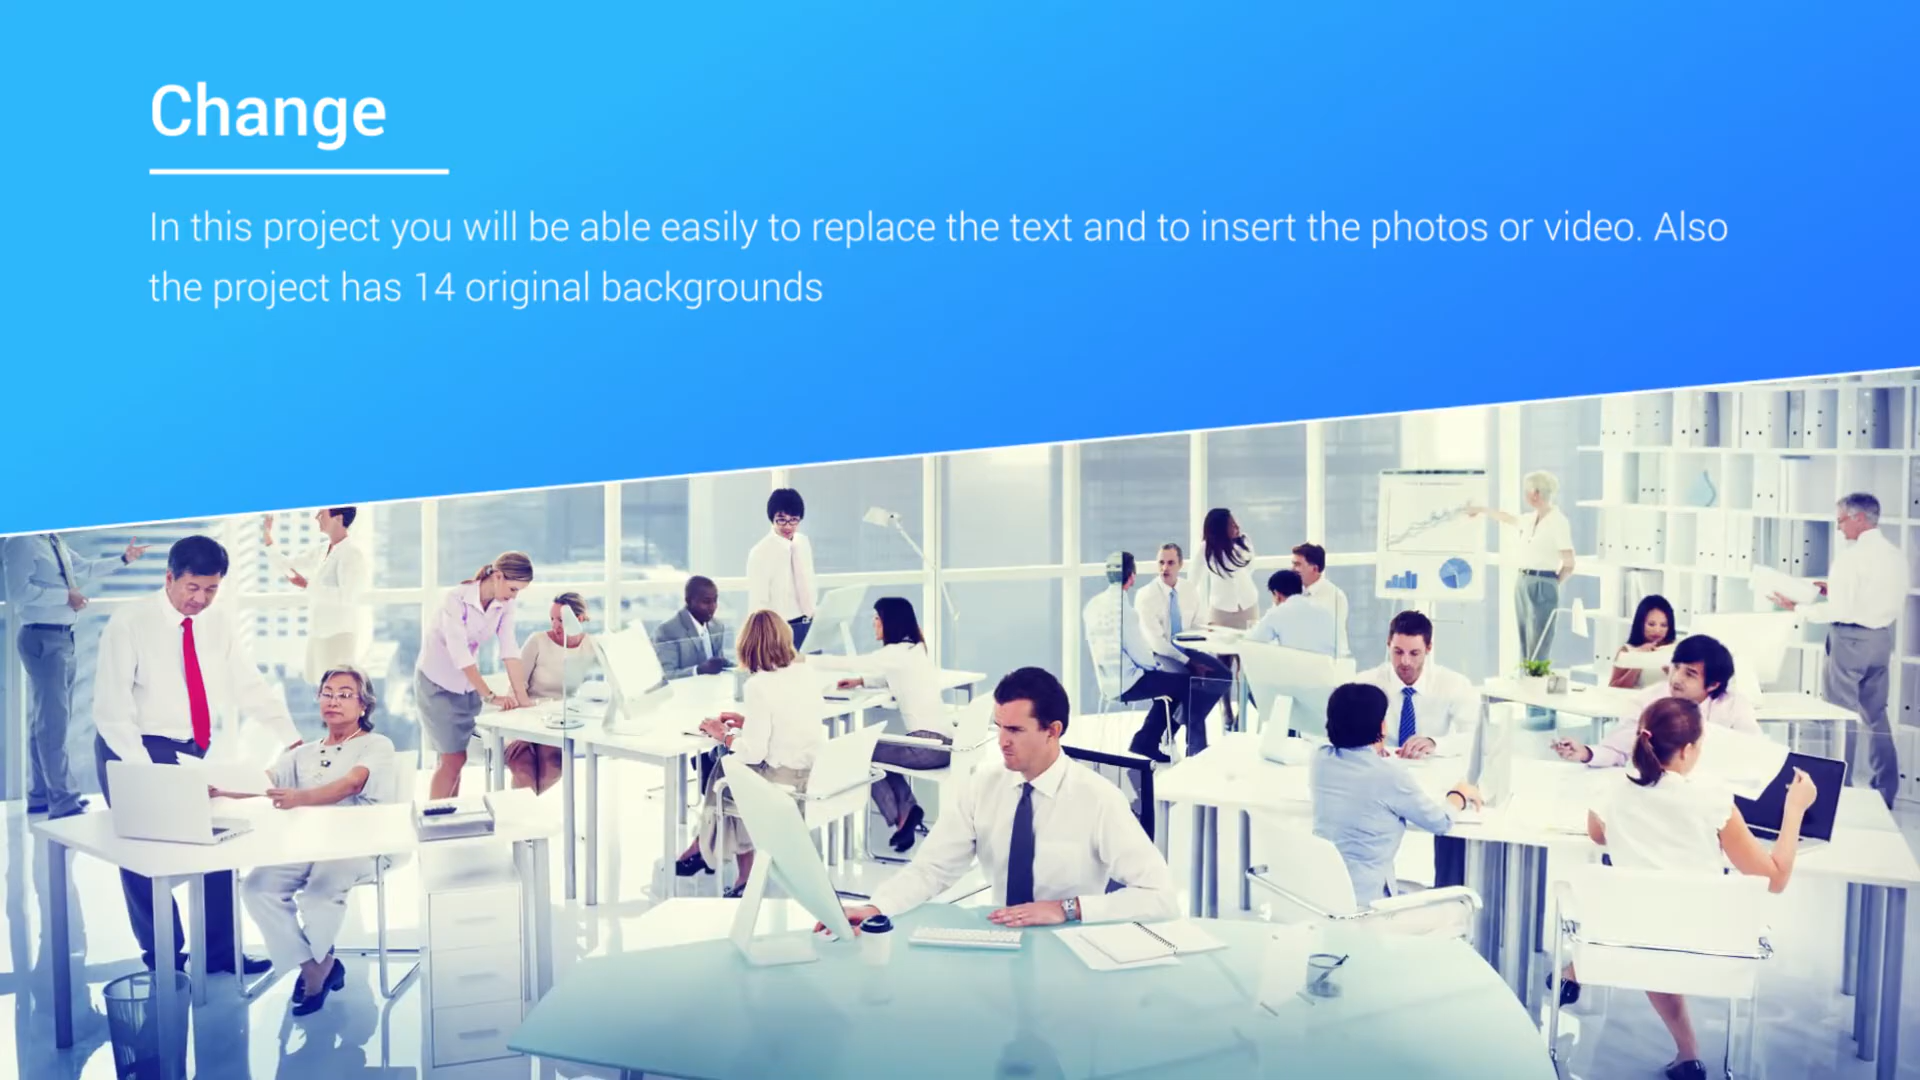 Change
In this project you will be able easily to replace the text and to insert the photos or video. Also
the project has 14 original backgrounds